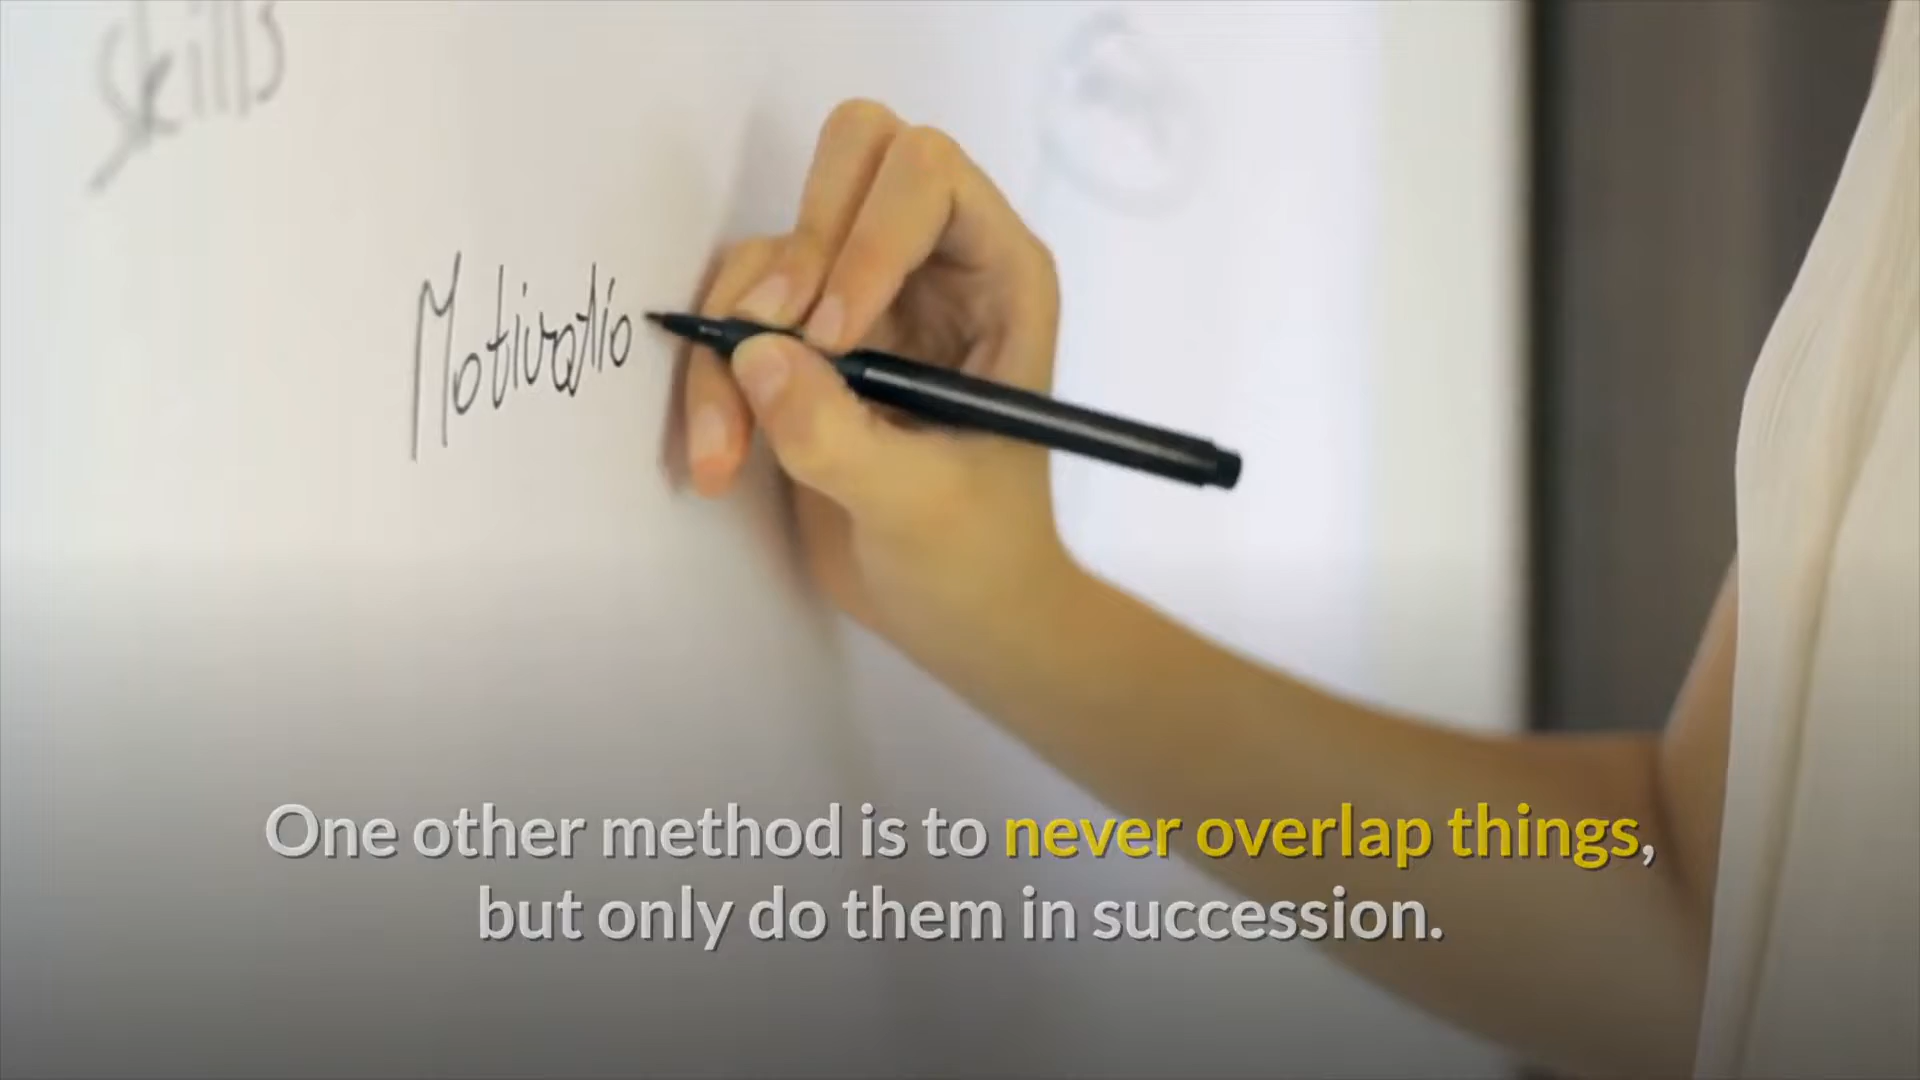 skills
Motivatio
One other method is to never overlap things,
but only do them in succession.